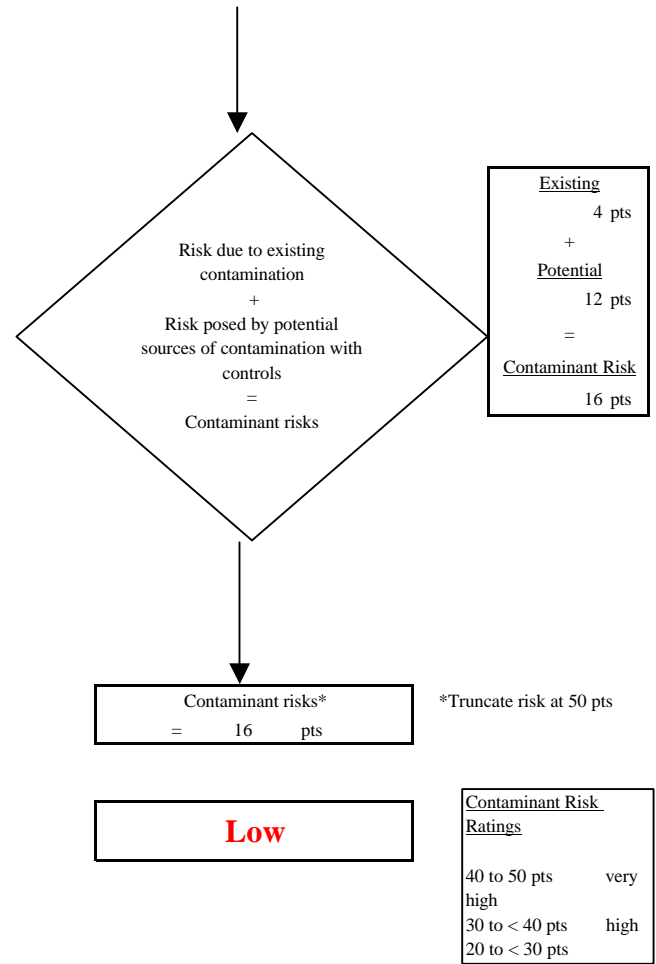 Risk due to existing
contamination
+
Risk posed by potential
sources of contamination with
controls
=
Contaminant risks
Existing
4 pts
+
Potential
12 pts
=
Contaminant Risk
16 pts
Contaminant risks*
= 16 pts
*Truncate risk at 50 pts
Low
Contaminant Risk
Ratings
40 to 50 pts very
high
30 to < 40 pts high
20 to < 30 pts